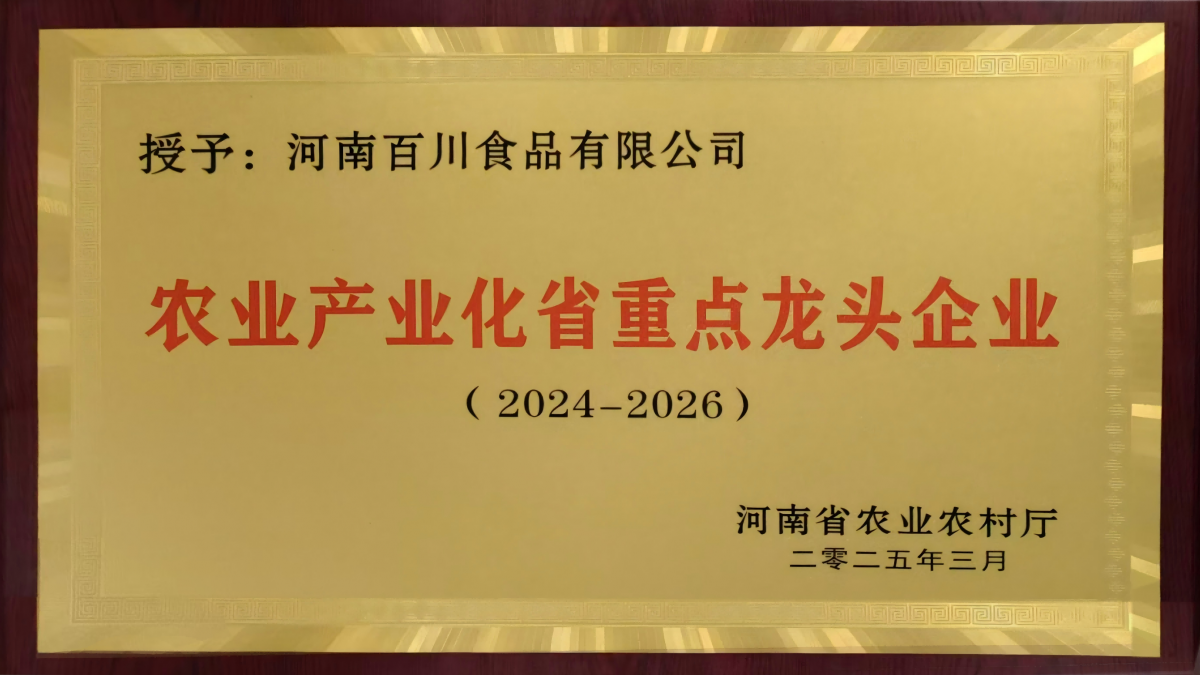 授予：河南百川食品有限公司
农业产业化省重点龙头企业
（2024-2026）
河南省农业农村厅
二零二五年三月